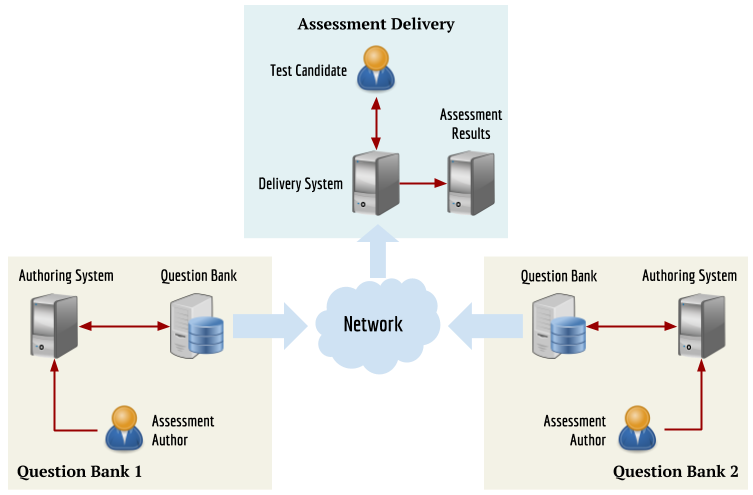 Assessment Delivery
Test Candidate
Assessment
Results
Delivery System
Authoring System
Question Bank
Assessment
Author
Question Bank 1
Network
Question Bank
Authoring System
Assessment
Author
Question Bank 2